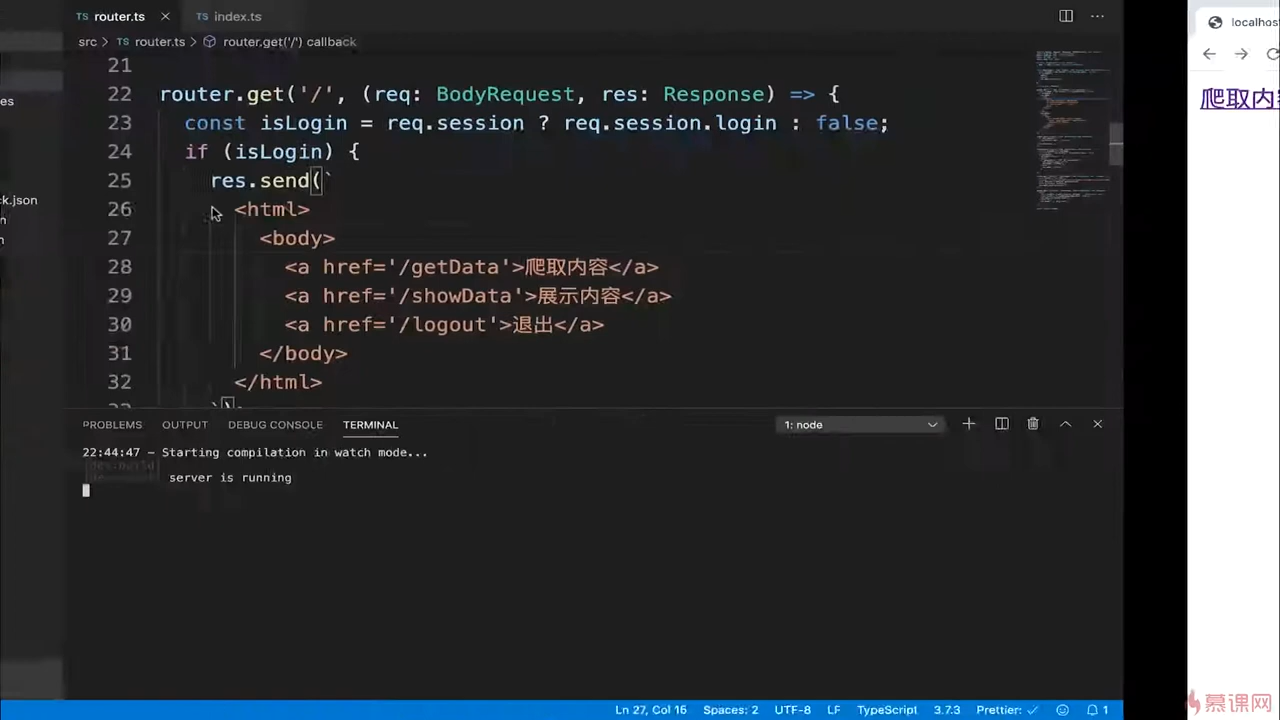 router.ts
index.ts
src > router.ts > router.get('/') callback
21
22 router.get('/', (req: BodyRequest, res: Response) => {
23 const isLogin = req.session ? req.session.login : false;
24 if (isLogin) {
25 res.send(`
26 <html>
27 <body>
28 <a href='/getData'>爬取内容</a>
29 <a href='/showData'>展示内容</a>
30 <a href='/logout'>退出</a>
31 </body>
32 </html>
`);
PROBLEMS OUTPUT DEBUG CONSOLE TERMINAL 1: node
22:44:47 - Starting compilation in watch mode...
server is running
Ln 27, Col 16 Spaces: 2 UTF-8 LF TypeScript 3.7.3 Prettier: ✓ 1
es
ck.json
n
n
localhos
爬取内
慕课网